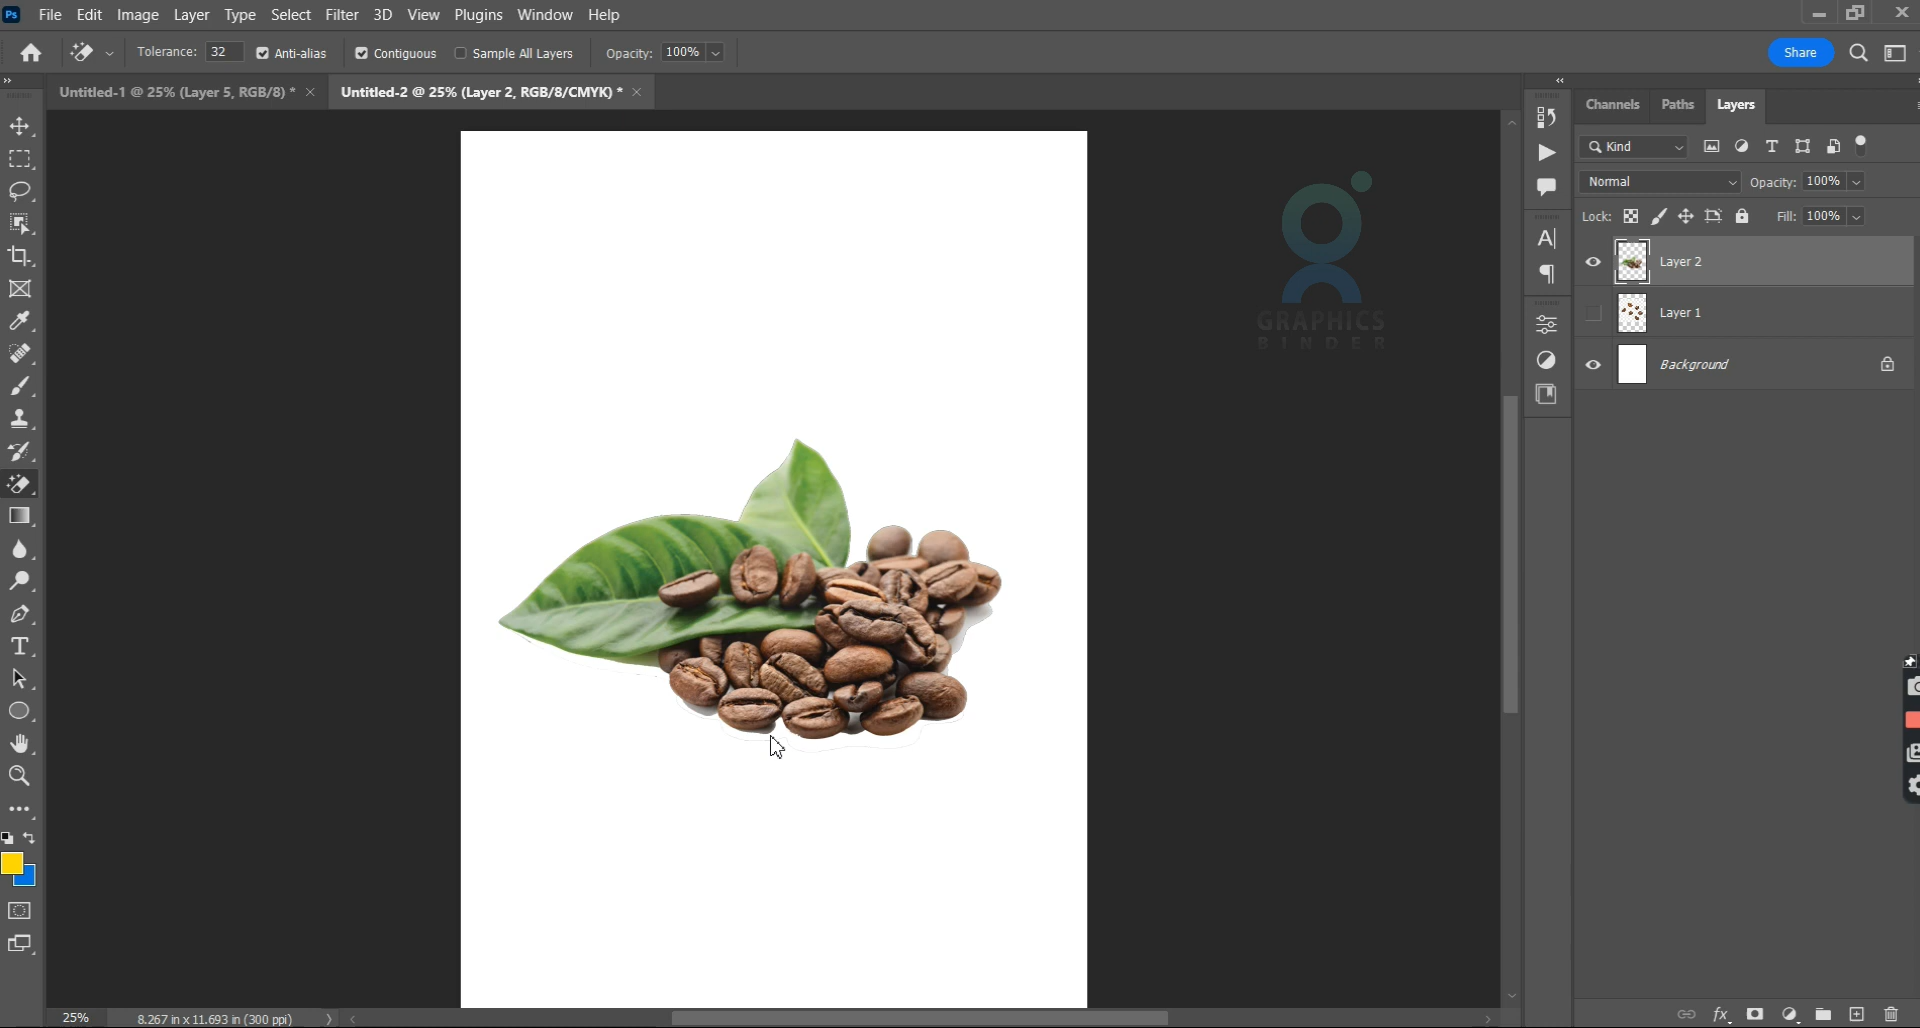 Ps File Edit Image Layer Type Select Filter 3D View Plugins Window Help
Tolerance: 32 Anti-alias Contiguous Sample All Layers Opacity: 100% Share
Untitled-1 @ 25% (Layer 5, RGB/8) * Untitled-2 @ 25% (Layer 2, RGB/8/CMYK) *
Channels Paths Layers
Kind
Normal Opacity: 100%
Lock: Fill: 100%
Layer 2
Layer 1
Background
GRAPHICS
BINDER
25% 8.267 in x 11.693 in (300 ppi)
fx